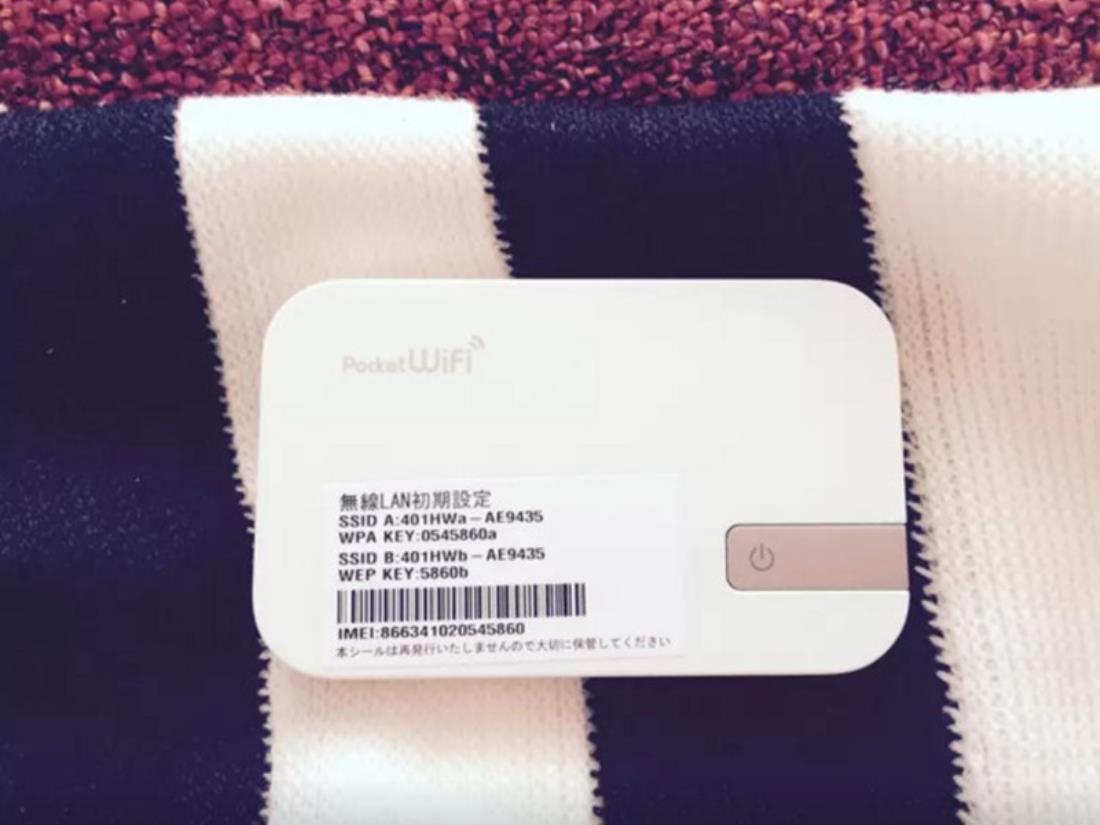 Pocket WiFi
無線LAN初期設定
SSID A:401HWa-AE9435
WPA KEY:0545860a
SSID B:401HWb-AE9435
WEP KEY:5860b
IMEI:866341020545860
本シールは再発行いたしませんので大切に保管してください